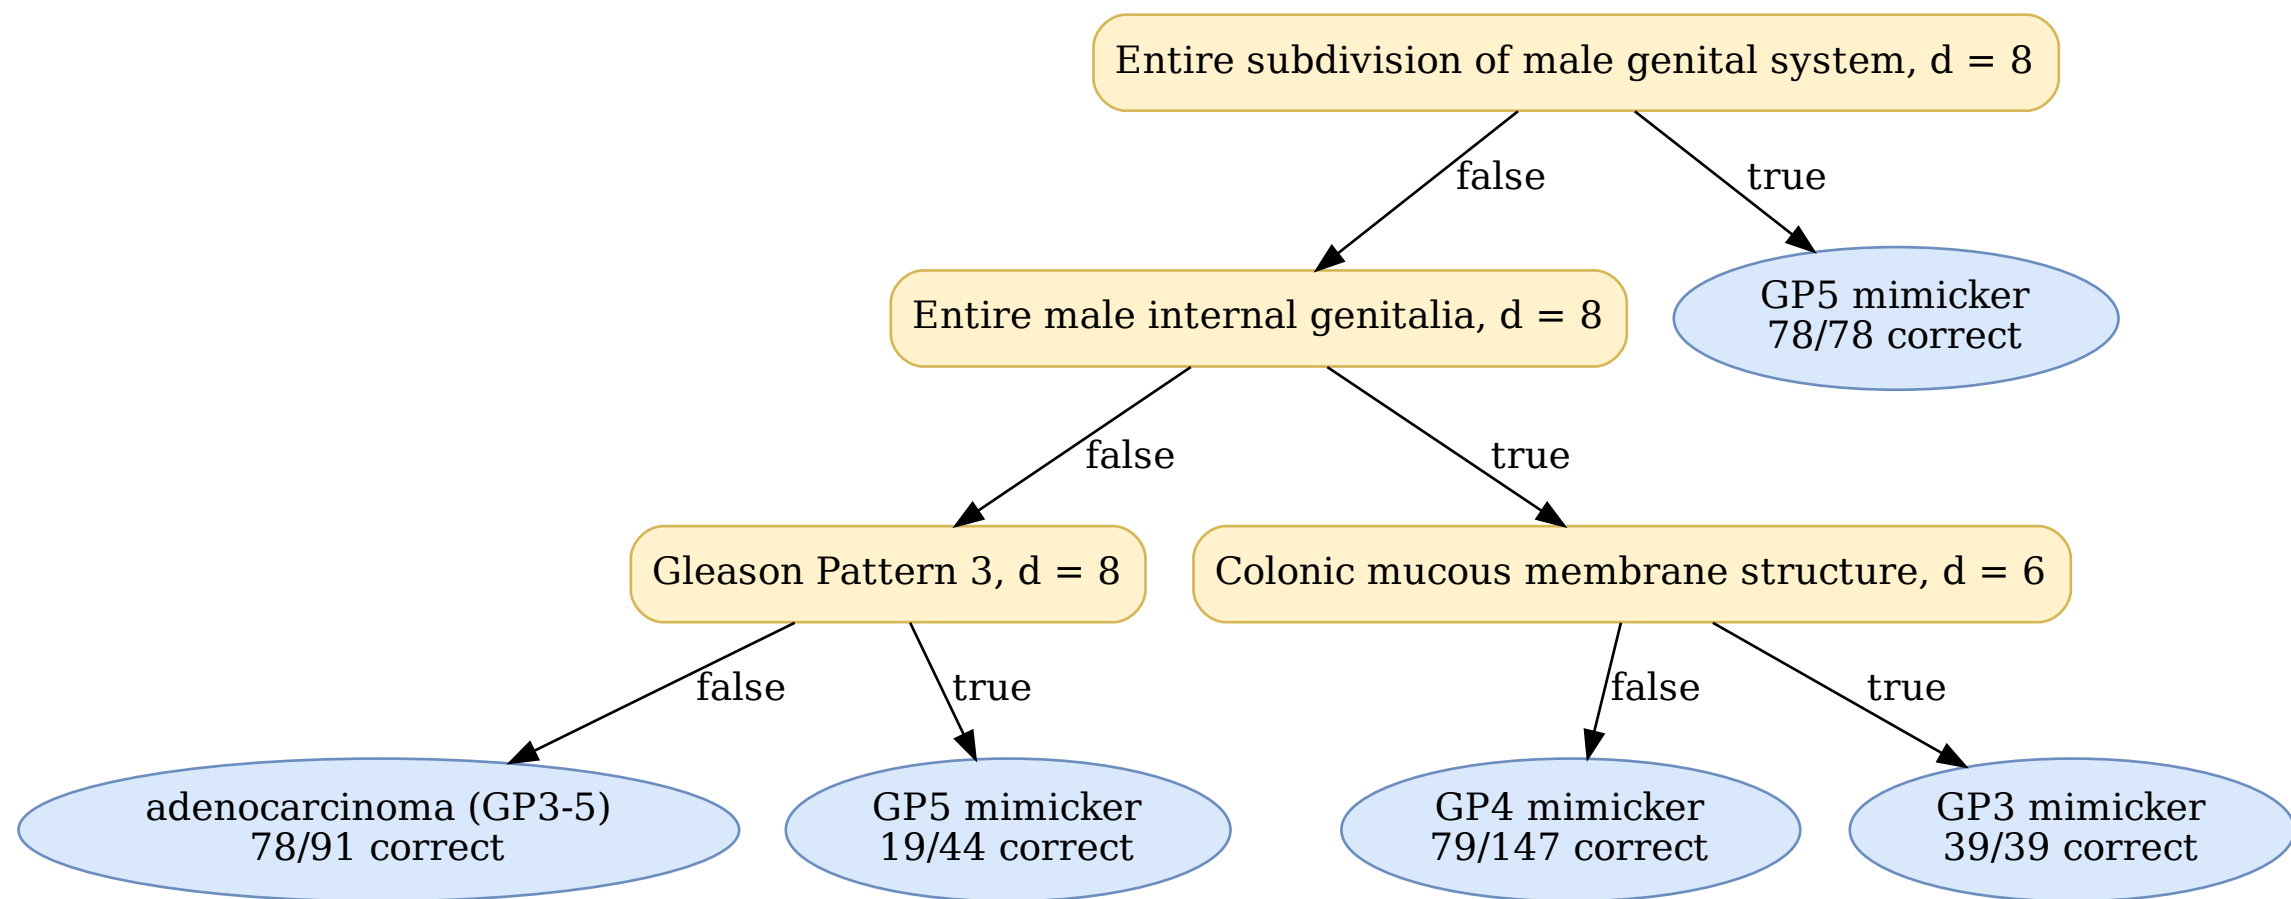 Entire subdivision of male genital system, d = 8
false
true
Entire male internal genitalia, d = 8
GP5 mimicker
78/78 correct
false
true
Gleason Pattern 3, d = 8
Colonic mucous membrane structure, d = 6
false
true
false
true
adenocarcinoma (GP3-5)
78/91 correct
GP5 mimicker
19/44 correct
GP4 mimicker
79/147 correct
GP3 mimicker
39/39 correct